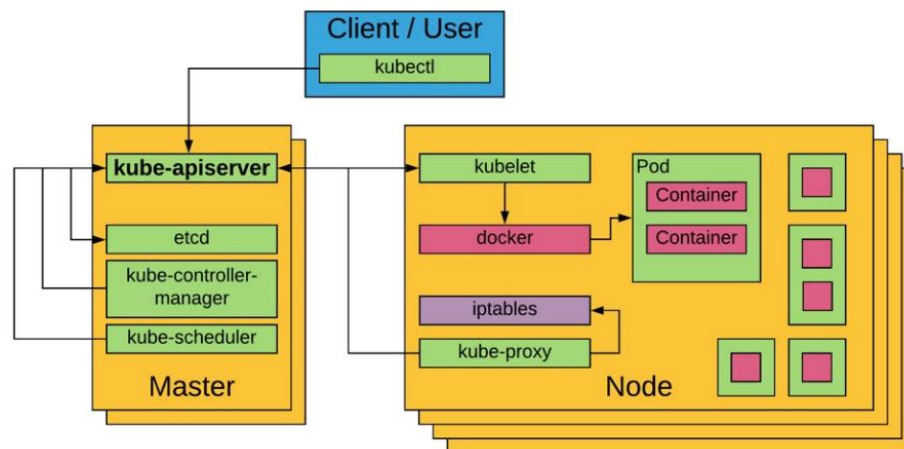 Client / User
kubectl
kube-apiserver
etcd
kube-controller-
manager
kube-scheduler
Master
kubelet
docker
iptables
kube-proxy
Pod
Container
Container
Node